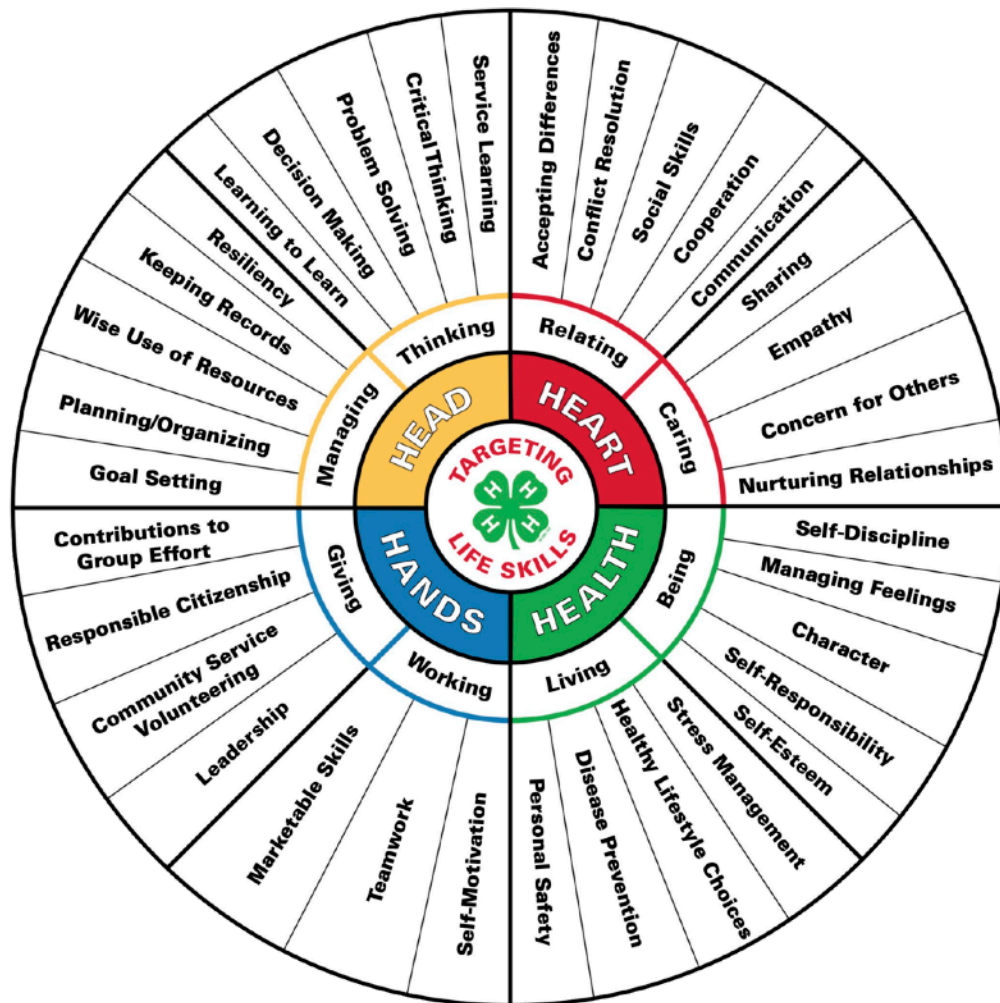 TARGETING
LIFE SKILLS
H
H
H
H
HEAD
Thinking
Learning to Learn
Decision Making
Problem Solving
Critical Thinking
Service Learning
Managing
Resiliency
Keeping Records
Wise Use of Resources
Planning/Organizing
Goal Setting
HEART
Relating
Accepting Differences
Conflict Resolution
Social Skills
Cooperation
Communication
Caring
Sharing
Empathy
Concern for Others
Nurturing Relationships
HEALTH
Being
Self-Discipline
Managing Feelings
Character
Self-Responsibility
Self-Esteem
Living
Stress Management
Healthy Lifestyle Choices
Disease Prevention
Personal Safety
HANDS
Working
Self-Motivation
Teamwork
Marketable Skills
Giving
Leadership
Community Service
Volunteering
Responsible Citizenship
Contributions to
Group Effort